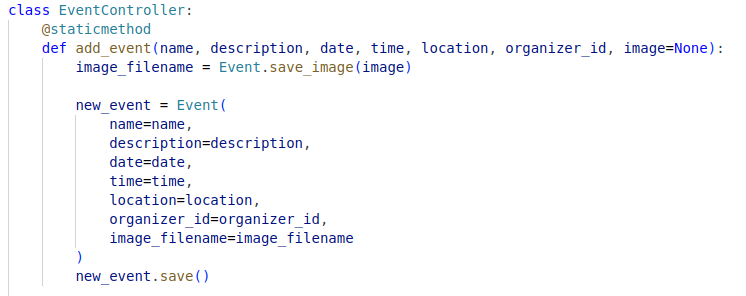 class EventController:
    @staticmethod
    def add_event(name, description, date, time, location, organizer_id, image=None):
        image_filename = Event.save_image(image)

        new_event = Event(
            name=name,
            description=description,
            date=date,
            time=time,
            location=location,
            organizer_id=organizer_id,
            image_filename=image_filename
        )
        new_event.save()